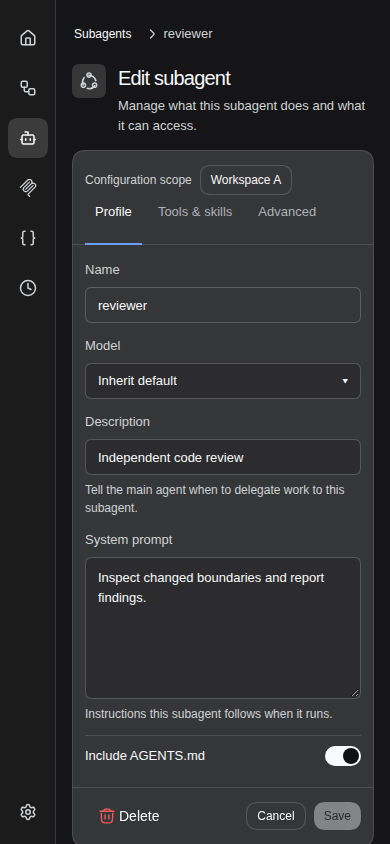 Subagents > reviewer
Edit subagent
Manage what this subagent does and what
it can access.
Configuration scope Workspace A
Profile Tools & skills Advanced
Name
reviewer
Model
Inherit default
Description
Independent code review
Tell the main agent when to delegate work to this
subagent.
System prompt
Inspect changed boundaries and report
findings.
Instructions this subagent follows when it runs.
Include AGENTS.md
Delete Cancel Save